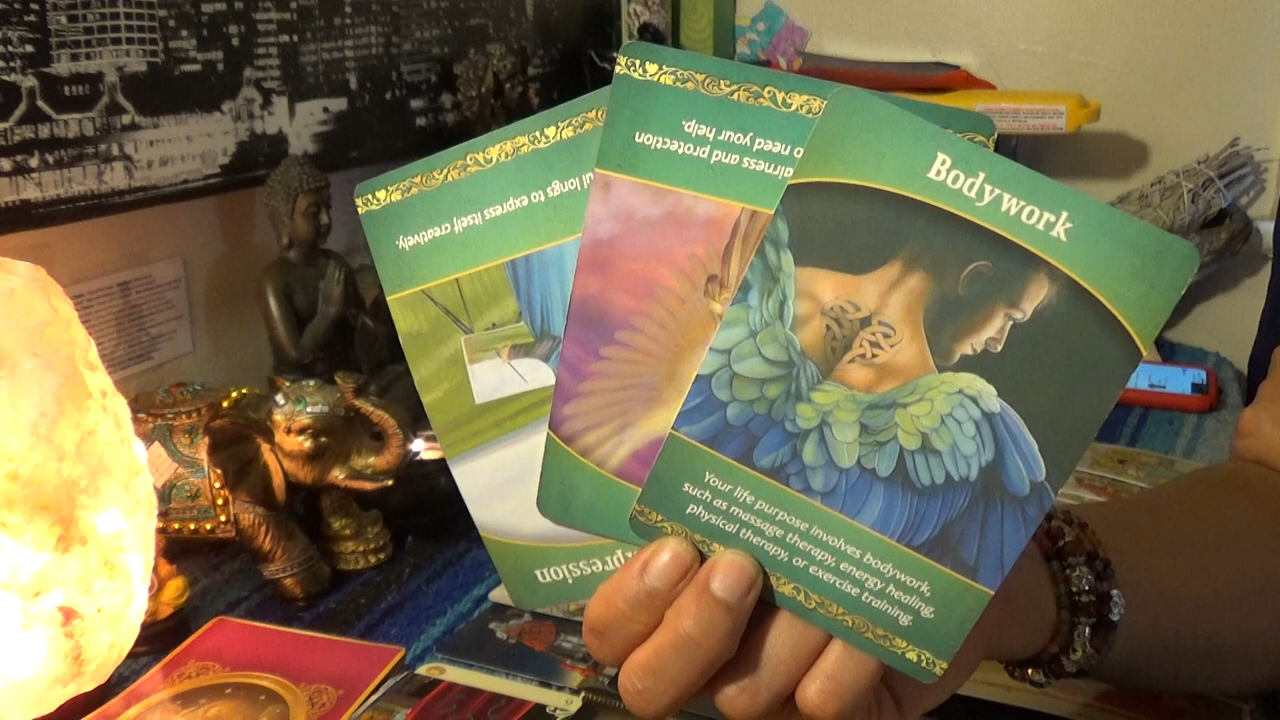 Bodywork
Your life purpose involves bodywork,
such as massage therapy, energy healing,
physical therapy, or exercise training.
airness and protection
o need your help.
ul longs to express itself creatively.
pression